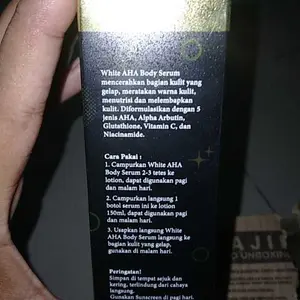 White AHA Body Serum
mencerahkan bagian kulit yang
gelap, meratakan warna kulit,
menutrisi dan melembapkan
kulit. Diformulasikan dengan 5
jenis AHA, Alpha Arbutin,
Glutathione, Vitamin C, dan
Niacinamide.
Cara Pakai :
1. Campurkan White AHA
Body Serum 2-5 tetes ke
lotion, dapat digunakan pagi
dan malam hari.
2. Campurkan langsung 1
botol serum ini ke lotion
150ml, dapat digunakan pagi
dan malam hari.
3. Usapkan langsung White
AHA Body Serum langsung ke
bagian kulit yang gelap,
gunakan di malam hari.
Peringatan!
Simpan di tempat sejuk dan
kering, terlindung dari cahaya
langsung.
Gunakan Sunscreen di pagi hari.